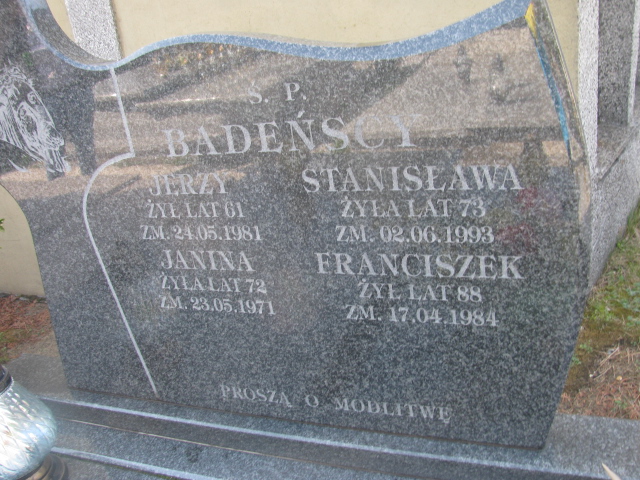 Ś. P.
BADEŃSCY
JERZY
ŻYŁ LAT 61
ZM. 24.05.1981
JANINA
ŻYŁA LAT 72
ZM. 23.05.1971
STANISŁAWA
ŻYŁA LAT 73
ZM. 02.06.1993
FRANCISZEK
ŻYŁ LAT 88
ZM. 17.04.1984
PROSZĄ O MODLITWĘ